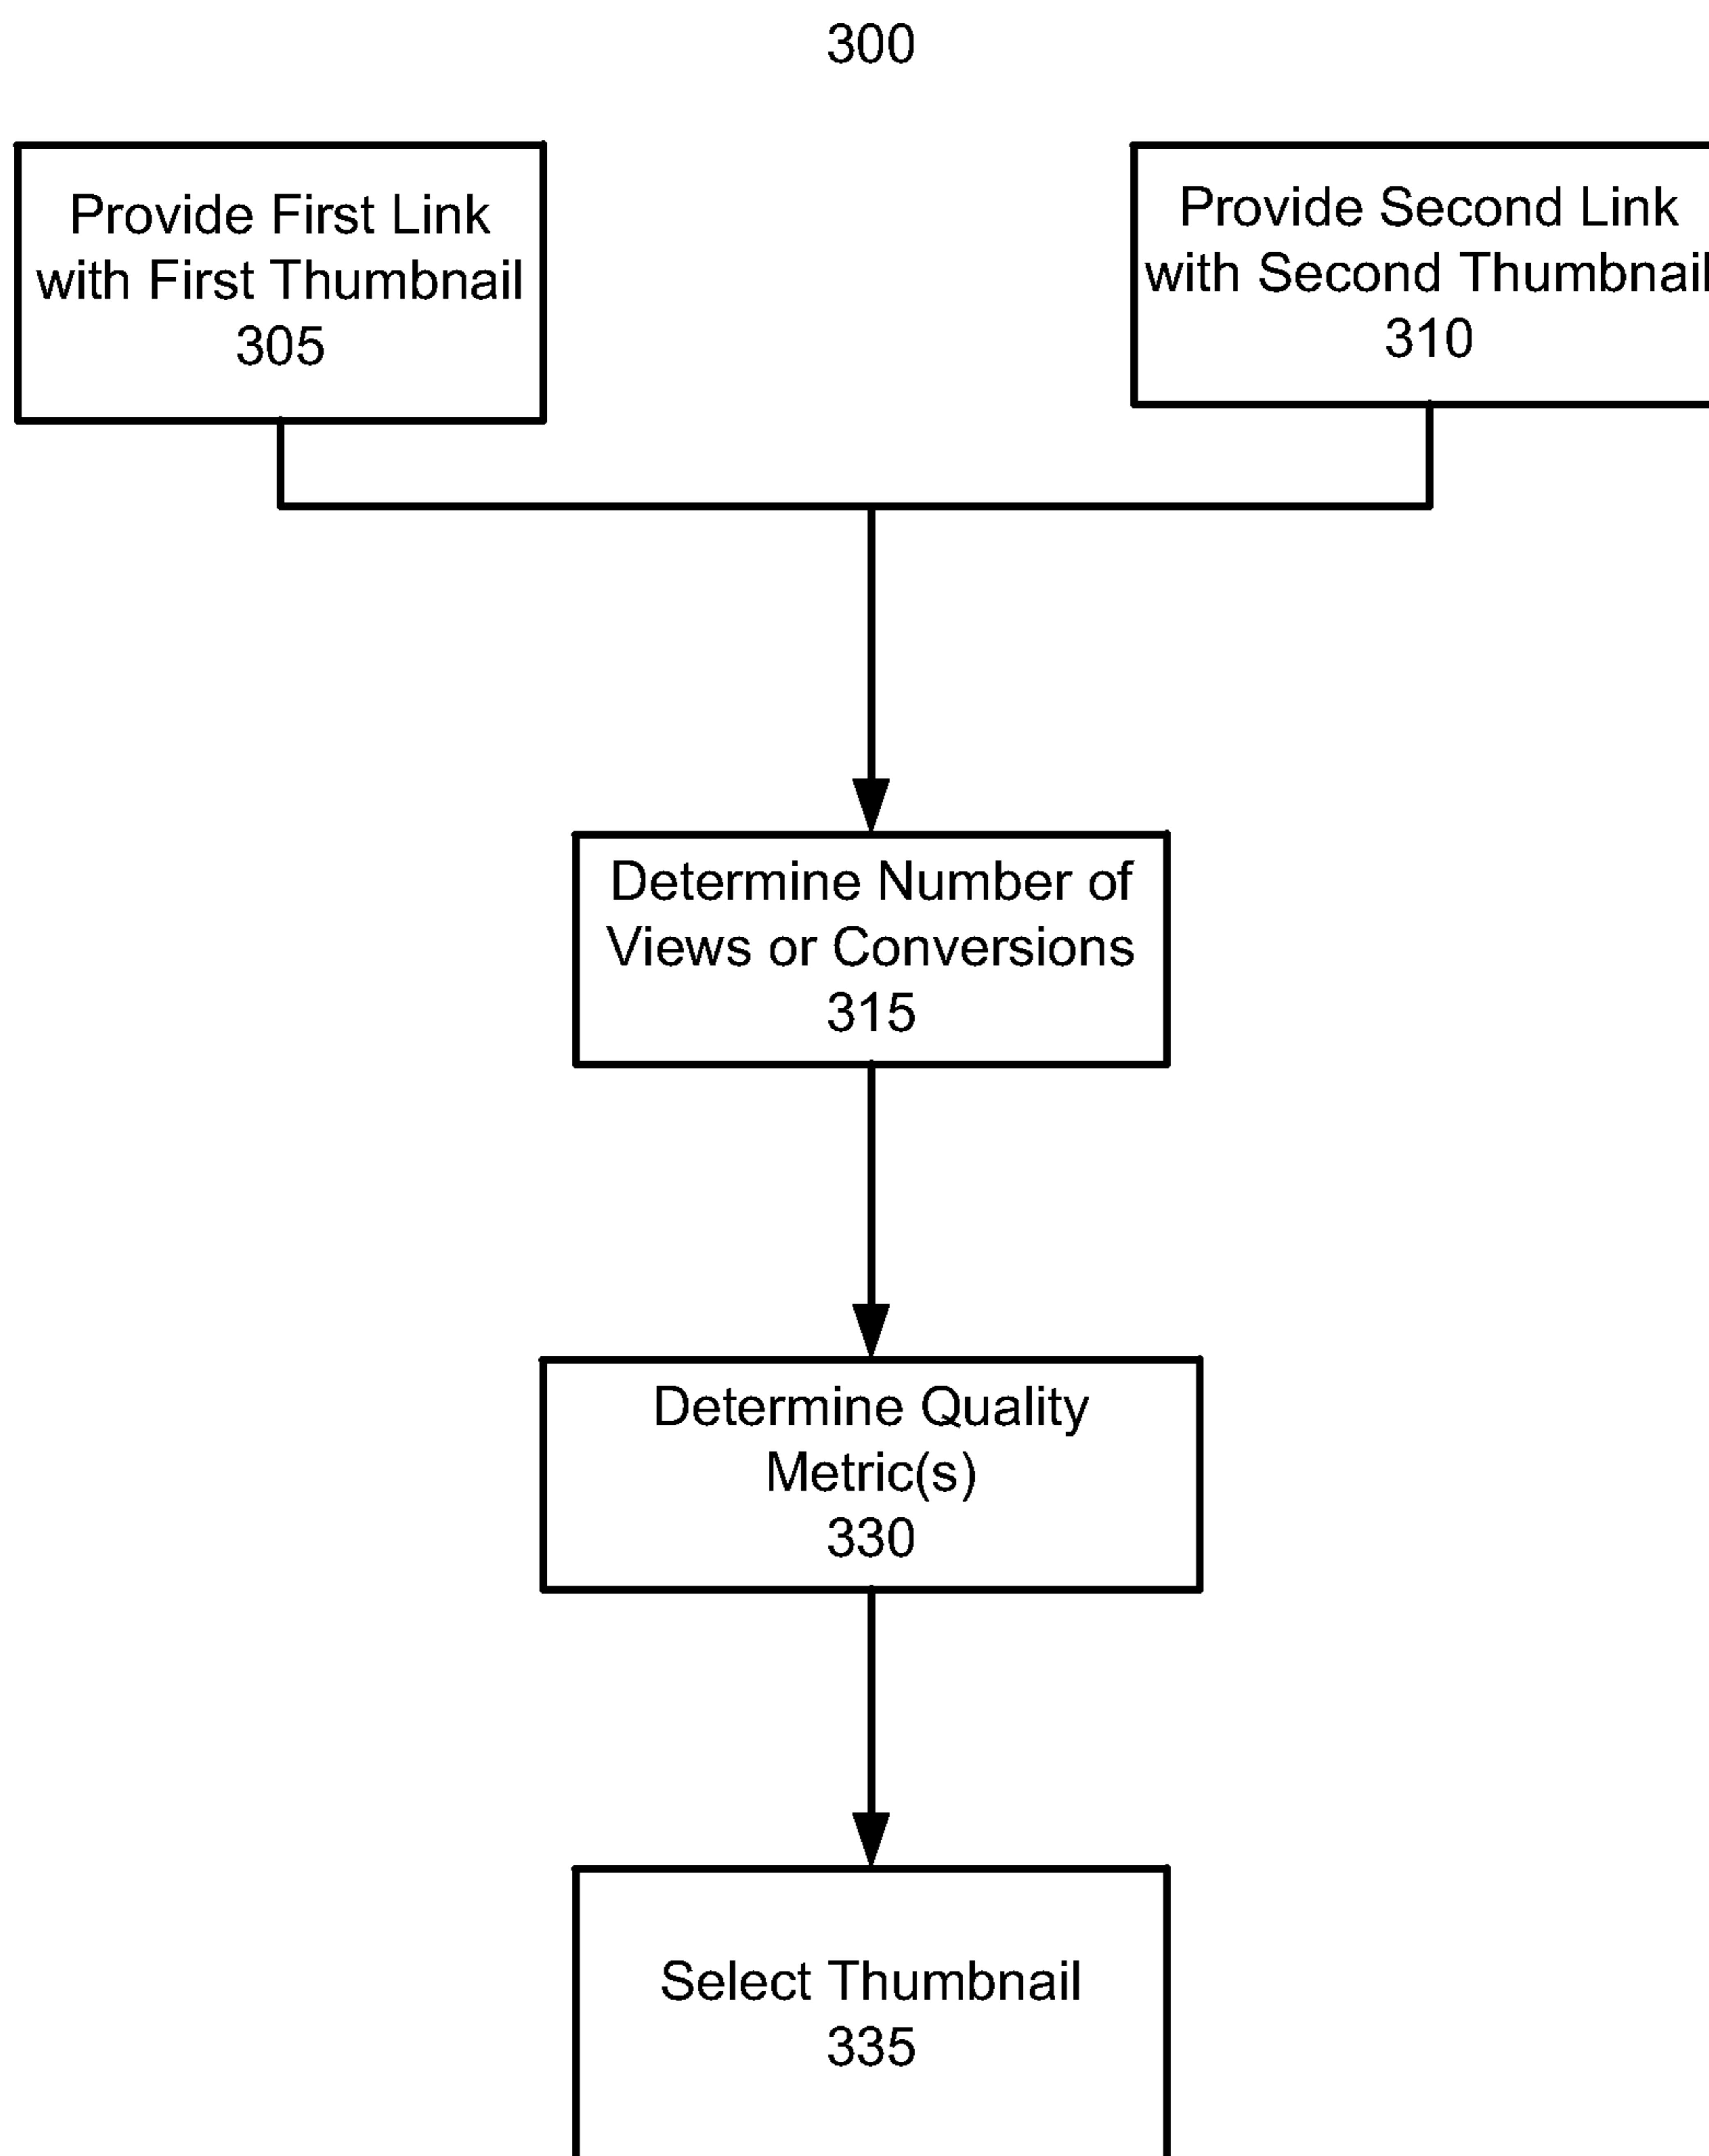 300
Provide First Link
with First Thumbnail
305
Provide Second Link
with Second Thumbnail
310
Determine Number of
Views or Conversions
315
Determine Quality
Metric(s)
330
Select Thumbnail
335